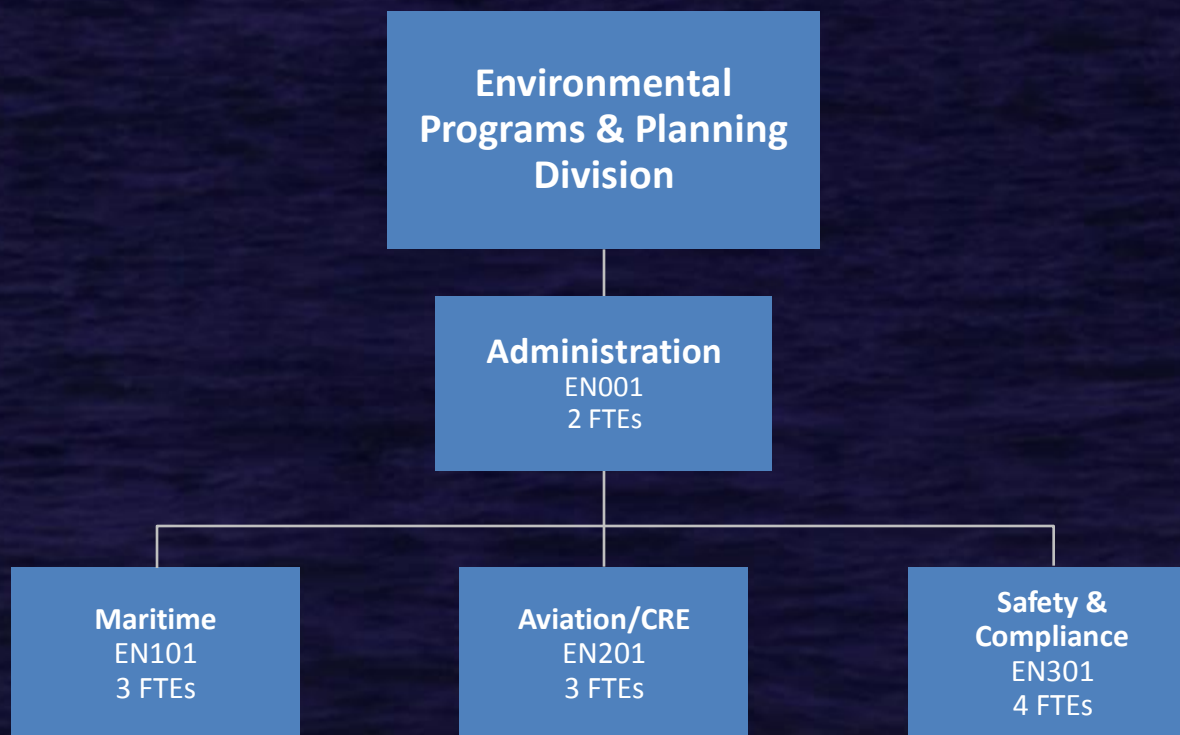 Environmental
Programs & Planning
Division
Administration
EN001
2 FTEs
Maritime
EN101
3 FTEs
Aviation/CRE
EN201
3 FTEs
Safety &
Compliance
EN301
4 FTEs